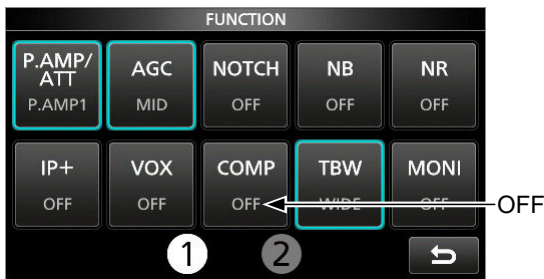 FUNCTION
P.AMP/
ATT
P.AMP1
AGC
MID
NOTCH
OFF
NB
OFF
NR
OFF
IP+
OFF
VOX
OFF
COMP
OFF
TBW
WIDE
MONI
OFF
OFF
1
2